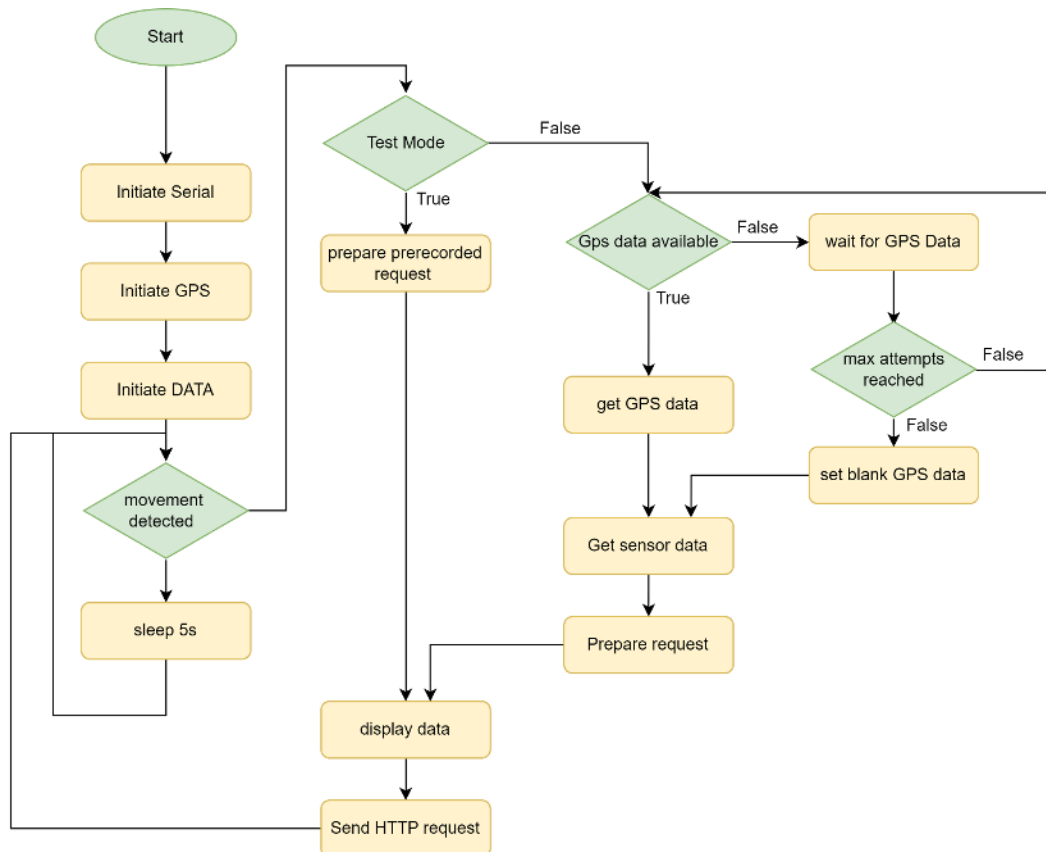 Start
Initiate Serial
Initiate GPS
Initiate DATA
movement
detected
sleep 5s
Test Mode
False
True
prepare prerecorded
request
Gps data available
False
True
wait for GPS Data
max attempts
reached
False
False
get GPS data
set blank GPS data
Get sensor data
Prepare request
display data
Send HTTP request